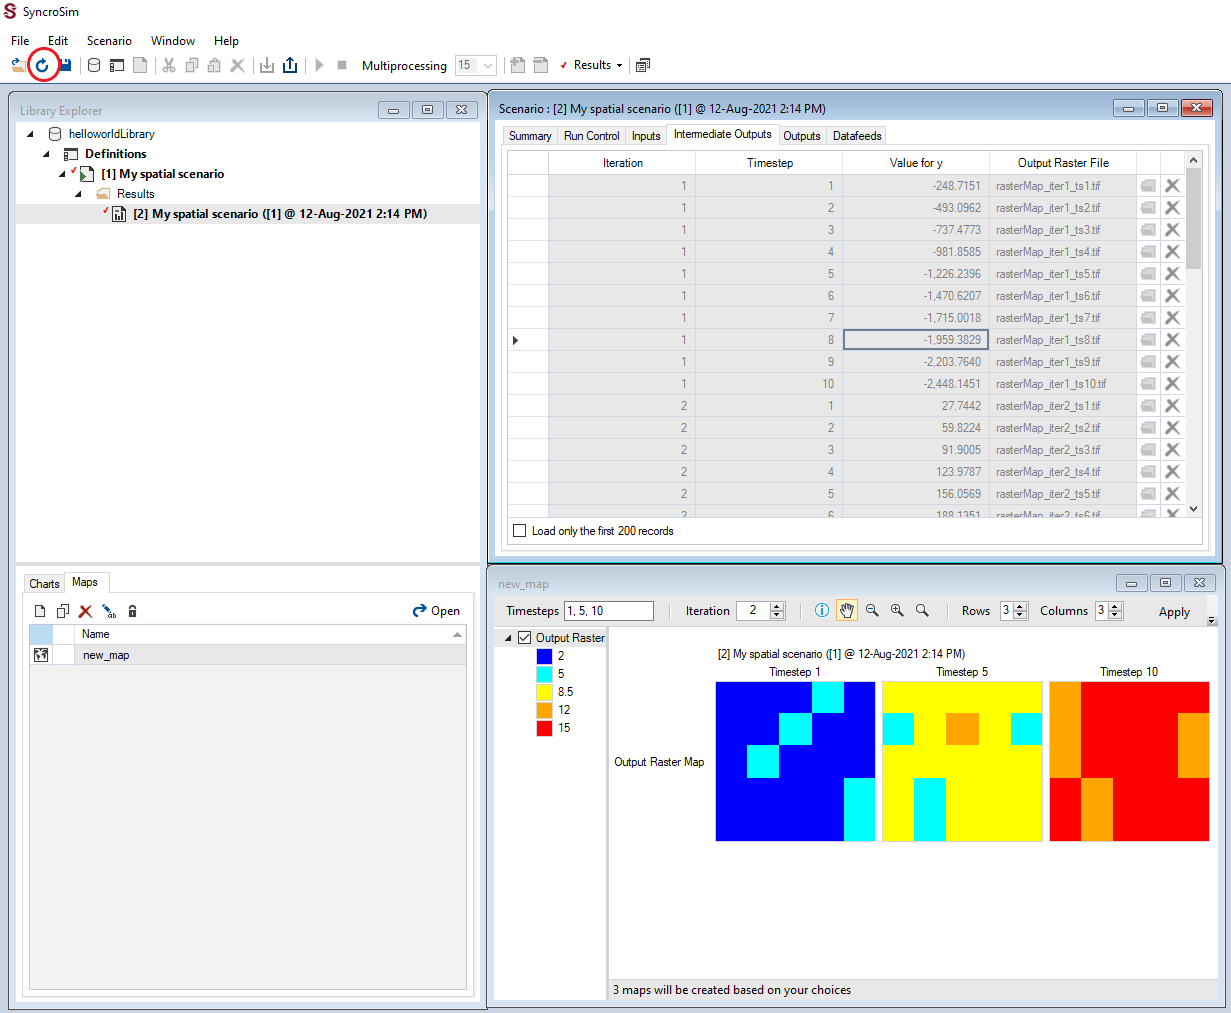 SyncroSim
File Edit Scenario Window Help
Multiprocessing 15 Results
Library Explorer
helloworldLibrary
Definitions
[1] My spatial scenario
Results
[2] My spatial scenario ([1] @ 12-Aug-2021 2:14 PM)
Scenario : [2] My spatial scenario ([1] @ 12-Aug-2021 2:14 PM)
Summary Run Control Inputs Intermediate Outputs Outputs Datafeeds
Iteration Timestep Value for y Output Raster File
1 1 -248.7151 rasterMap_iter1_ts1.tif
1 2 -493.0962 rasterMap_iter1_ts2.tif
1 3 -737.4773 rasterMap_iter1_ts3.tif
1 4 -981.8585 rasterMap_iter1_ts4.tif
1 5 -1,226.2396 rasterMap_iter1_ts5.tif
1 6 -1,470.6207 rasterMap_iter1_ts6.tif
1 7 -1,715.0018 rasterMap_iter1_ts7.tif
1 8 -1,959.3829 rasterMap_iter1_ts8.tif
1 9 -2,203.7640 rasterMap_iter1_ts9.tif
1 10 -2,448.1451 rasterMap_iter1_ts10.tif
2 1 27.7442 rasterMap_iter2_ts1.tif
2 2 59.8224 rasterMap_iter2_ts2.tif
2 3 91.9005 rasterMap_iter2_ts3.tif
2 4 123.9787 rasterMap_iter2_ts4.tif
2 5 156.0569 rasterMap_iter2_ts5.tif
2 6 188.1351 rasterMap_iter2_ts6.tif
Load only the first 200 records
Charts Maps
Open
Name
new_map
new_map
Timesteps 1, 5, 10 Iteration 2 Rows 3 Columns 3 Apply
Output Raster
2
5
8.5
12
15
[2] My spatial scenario ([1] @ 12-Aug-2021 2:14 PM)
Timestep 1 Timestep 5 Timestep 10
Output Raster Map
3 maps will be created based on your choices